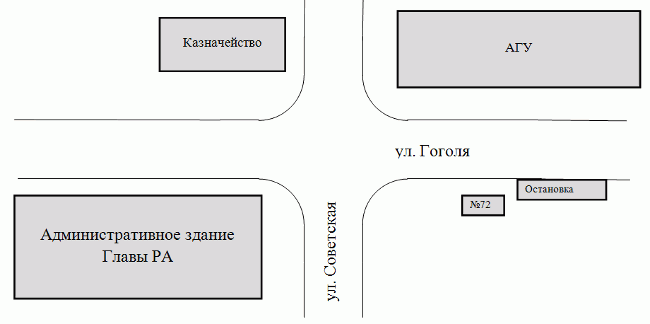 Казначейство
АГУ
ул. Гоголя
Остановка
№72
Административное здание
Главы РА
ул. Советская